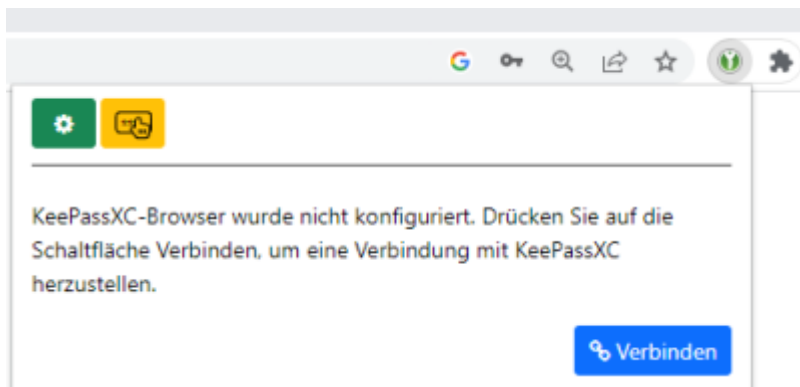 KeePassXC-Browser wurde nicht konfiguriert. Drücken Sie auf die
Schaltfläche Verbinden, um eine Verbindung mit KeePassXC
herzustellen.
Verbinden